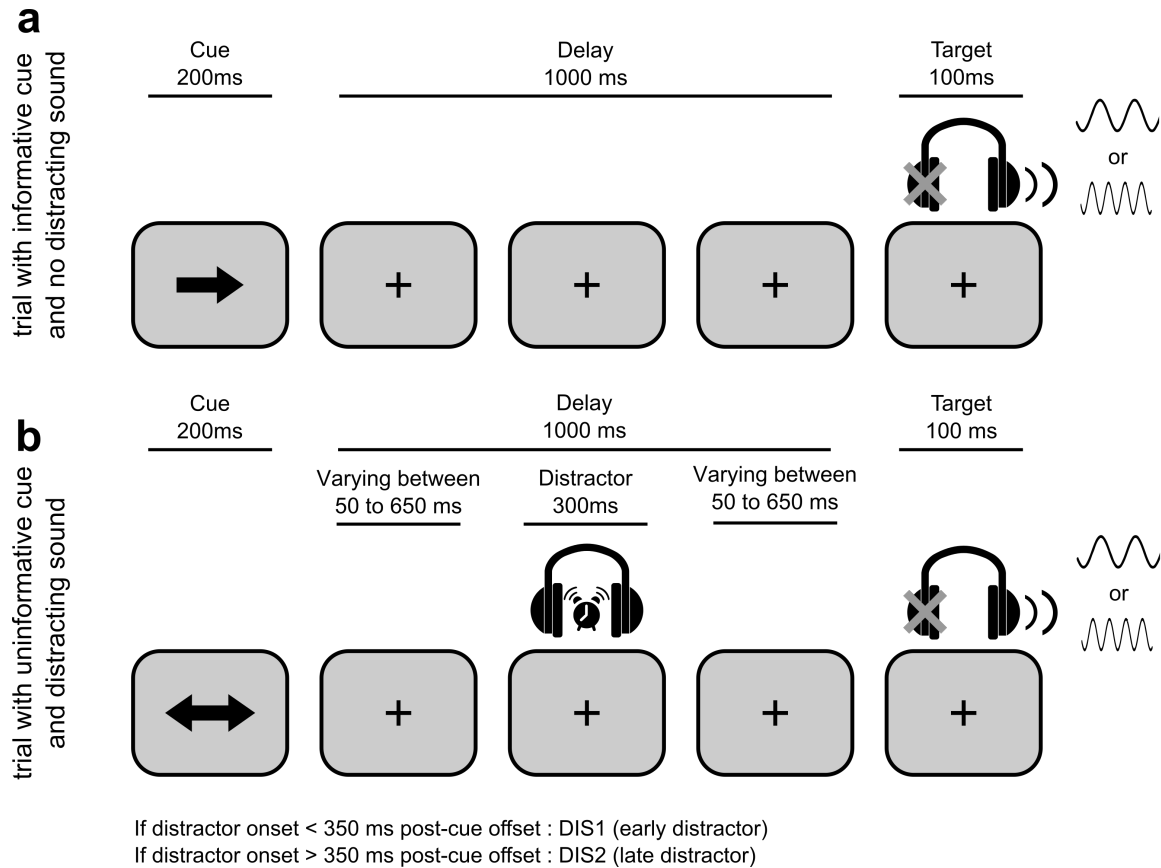 a
trial with informative cue
and no distracting sound
Cue
200ms
Delay
1000 ms
Target
100ms
or
b
trial with uninformative cue
and distracting sound
Cue
200ms
Delay
1000 ms
Target
100 ms
Varying between
50 to 650 ms
Distractor
300ms
Varying between
50 to 650 ms
or
If distractor onset < 350 ms post-cue offset : DIS1 (early distractor)
If distractor onset > 350 ms post-cue offset : DIS2 (late distractor)